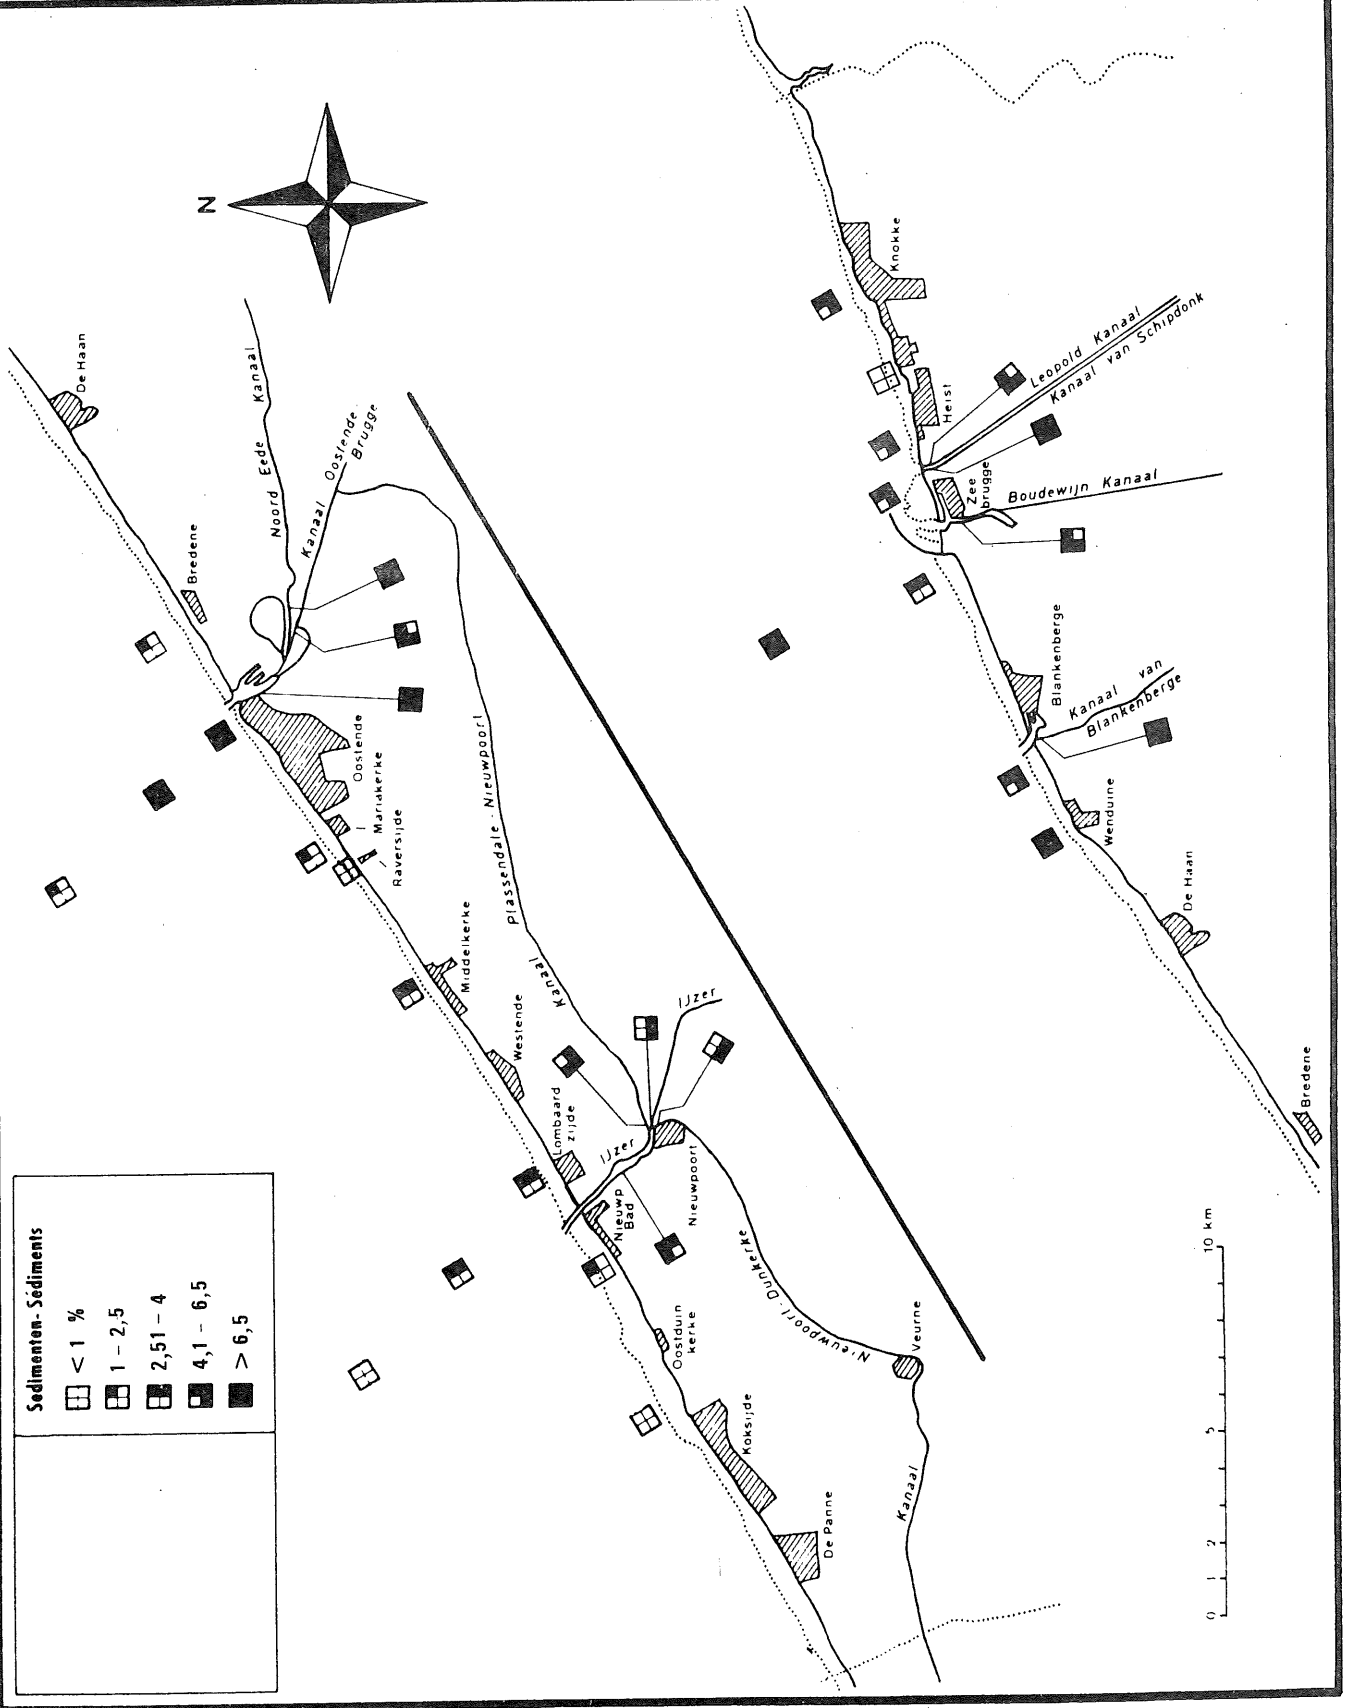 Sedimenten-Sédiments
< 1 %
1 - 2,5
2,51 - 4
4,1 - 6,5
> 6,5
N
De Haan
Noord Eede Kanaal
Kanaal Oostende-
Brugge
Bredene
Oostende
Mariakerke
Raversijde
Middelkerke
Westende
Lombaard
zijde
Kanaal Plassendale - Nieuwpoort
IJzer
IJzer
Nieuwp
Bad
Nieuwpoort
Oostduin
kerke
Koksijde
De Panne
Kanaal Nieuwpoort-Dunkerke
Veurne
Knokke
Heist
Leopold Kanaal
Kanaal van Schipdonk
Zee
brugge
Boudewijn Kanaal
Blankenberge
Kanaal van
Blankenberge
Wenduine
De Haan
Bredene
0 1 2 5 10 km